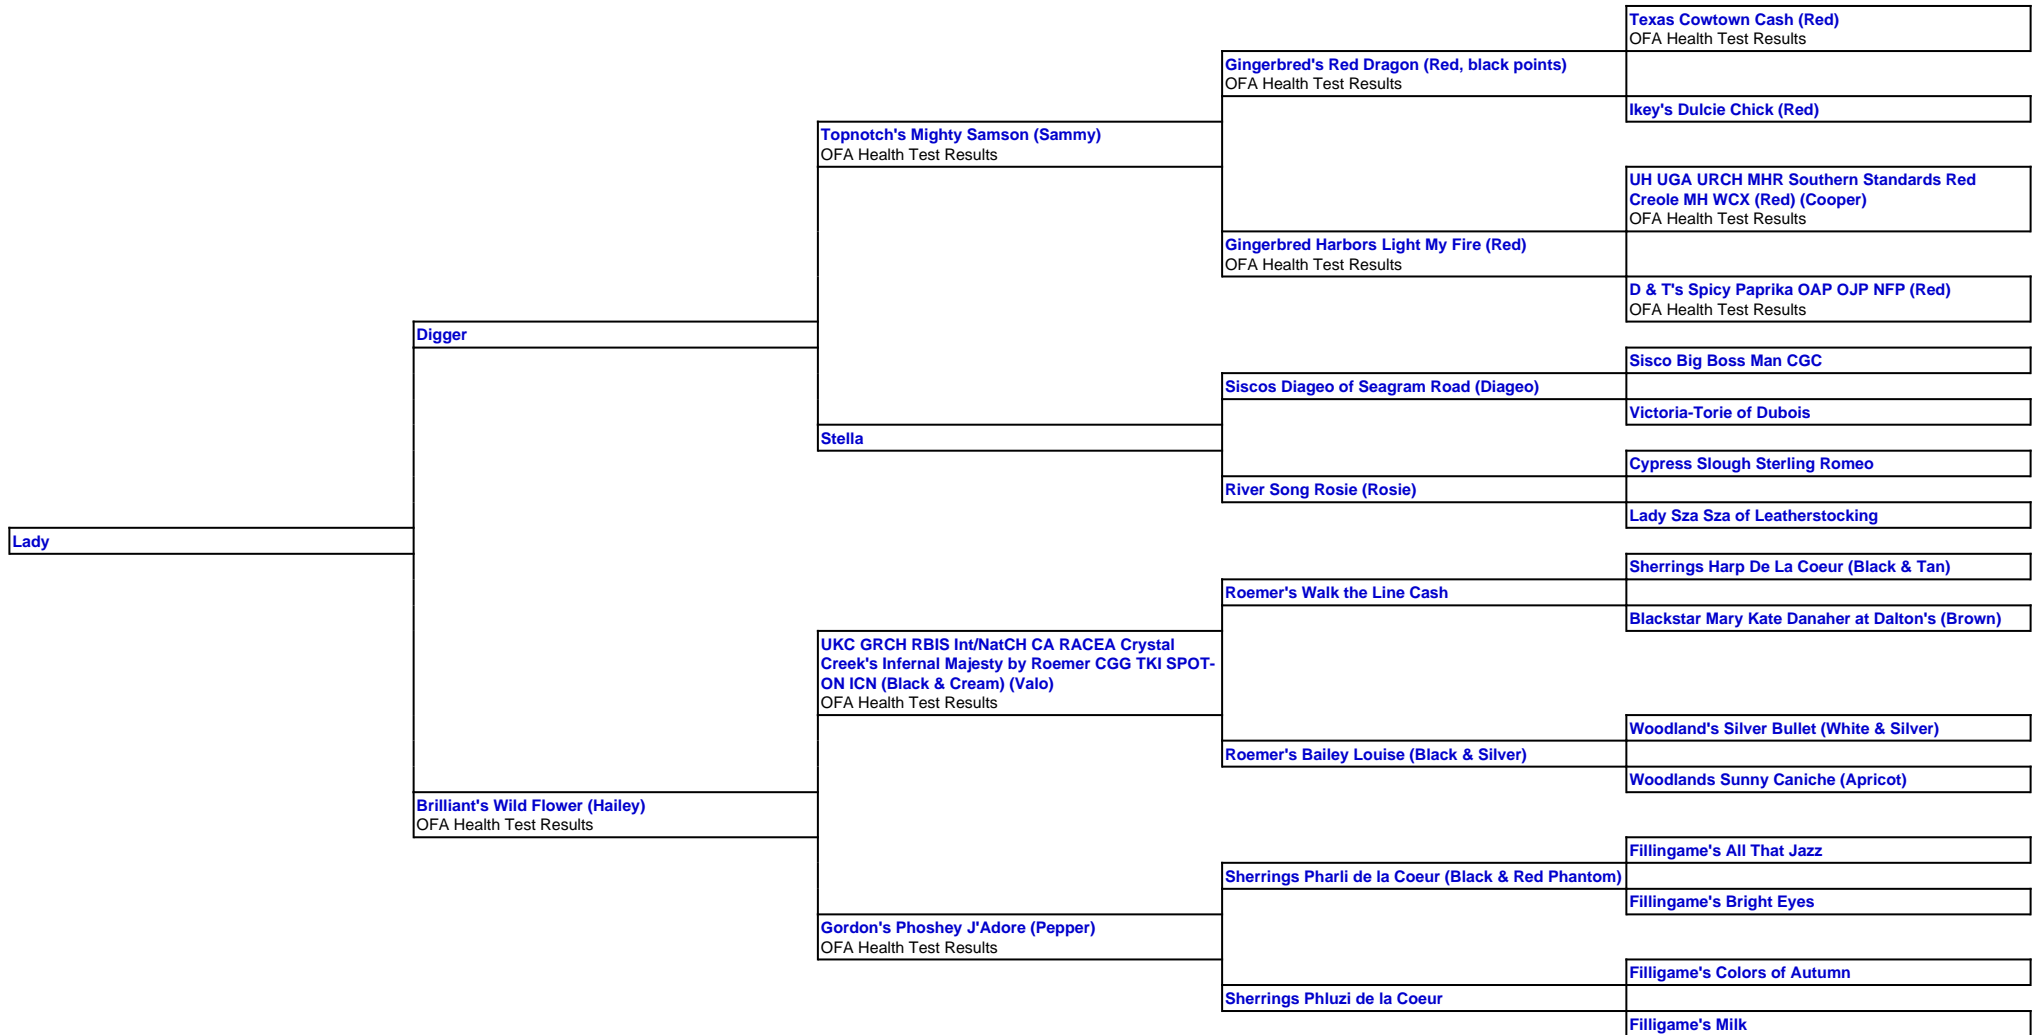 Texas Cowtown Cash (Red)
OFA Health Test Results
Gingerbred's Red Dragon (Red, black points)
OFA Health Test Results
Ikey's Dulcie Chick (Red)
Topnotch's Mighty Samson (Sammy)
OFA Health Test Results
UH UGA URCH MHR Southern Standards Red
Creole MH WCX (Red) (Cooper)
OFA Health Test Results
Gingerbred Harbors Light My Fire (Red)
OFA Health Test Results
D & T's Spicy Paprika OAP OJP NFP (Red)
OFA Health Test Results
Digger
Sisco Big Boss Man CGC
Siscos Diageo of Seagram Road (Diageo)
Victoria-Torie of Dubois
Stella
Cypress Slough Sterling Romeo
River Song Rosie (Rosie)
Lady Sza Sza of Leatherstocking
Lady
Sherrings Harp De La Coeur (Black & Tan)
Roemer's Walk the Line Cash
Blackstar Mary Kate Danaher at Dalton's (Brown)
UKC GRCH RBIS Int/NatCH CA RACEA Crystal
Creek's Infernal Majesty by Roemer CGG TKI SPOT-
ON ICN (Black & Cream) (Valo)
OFA Health Test Results
Woodland's Silver Bullet (White & Silver)
Roemer's Bailey Louise (Black & Silver)
Woodlands Sunny Caniche (Apricot)
Brilliant's Wild Flower (Hailey)
OFA Health Test Results
Fillingame's All That Jazz
Sherrings Pharli de la Coeur (Black & Red Phantom)
Fillingame's Bright Eyes
Gordon's Phoshey J'Adore (Pepper)
OFA Health Test Results
Filligame's Colors of Autumn
Sherrings Phluzi de la Coeur
Filligame's Milk